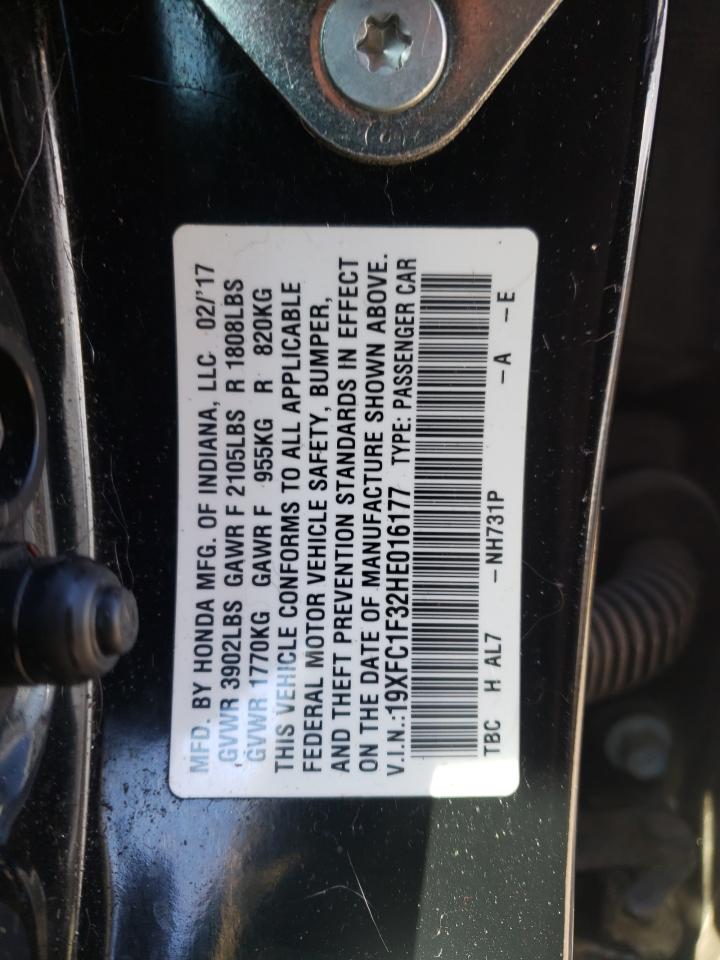 MFD. BY HONDA MFG. OF INDIANA, LLC 02/'17
GVWR 3902LBS GAWR F 2105LBS R 1808LBS
GVWR 1770KG GAWR F 955KG R 820KG
THIS VEHICLE CONFORMS TO ALL APPLICABLE
FEDERAL MOTOR VEHICLE SAFETY, BUMPER,
AND THEFT PREVENTION STANDARDS IN EFFECT
ON THE DATE OF MANUFACTURE SHOWN ABOVE.
V.I.N.:19XFC1F32HE016177 TYPE: PASSENGER CAR
TBC H AL7 -NH731P -A -E